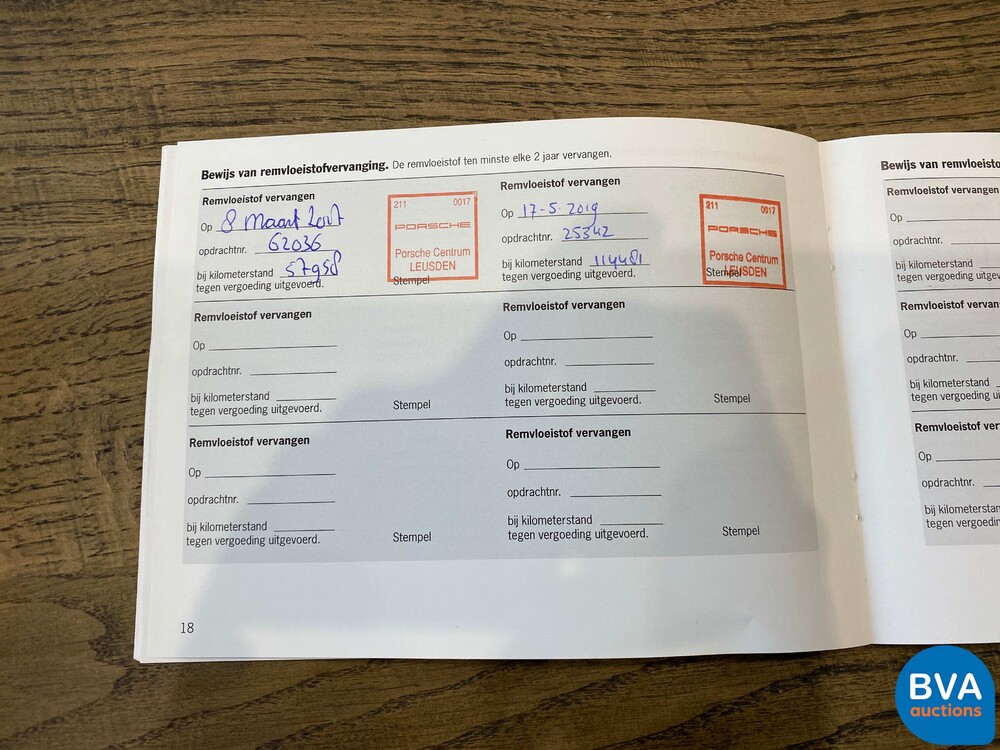 Bewijs van remvloeistofvervanging. De remvloeistof ten minste elke 2 jaar vervangen.
Remvloeistof vervangen
Op 8 Maart
opdrachtnr. 62036
bij kilometerstand 57958
tegen vergoeding uitgevoerd.
211 0017
PORSCHE
Porsche Centrum
LEUSDEN
Stempel
Remvloeistof vervangen
Op 17-5-2019
opdrachtnr. 25342
bij kilometerstand 114481
tegen vergoeding uitgevoerd.
211 0017
PORSCHE
Porsche Centrum
LEUSDEN
Stempel
Remvloeistof vervangen
Op
opdrachtnr.
bij kilometerstand
tegen vergoeding uitgevoerd.
Stempel
Remvloeistof vervangen
Op
opdrachtnr.
bij kilometerstand
tegen vergoeding uitgevoerd.
Stempel
Remvloeistof vervangen
Op
opdrachtnr.
bij kilometerstand
tegen vergoeding uitgevoerd.
Stempel
Remvloeistof vervangen
Op
opdrachtnr.
bij kilometerstand
tegen vergoeding uitgevoerd.
Stempel
18
Bewijs van remvloeisto
Remvloeistof vervangen
Op
opdrachtnr.
bij kilometerstand
tegen vergoeding u
Remvloeistof vervan
Op
opdrachtnr.
bij kilometerstand
tegen vergoeding
Remvloeistof ver
Op
opdrachtnr.
bij kilometerstan
tegen vergoedin
BVA
auctions